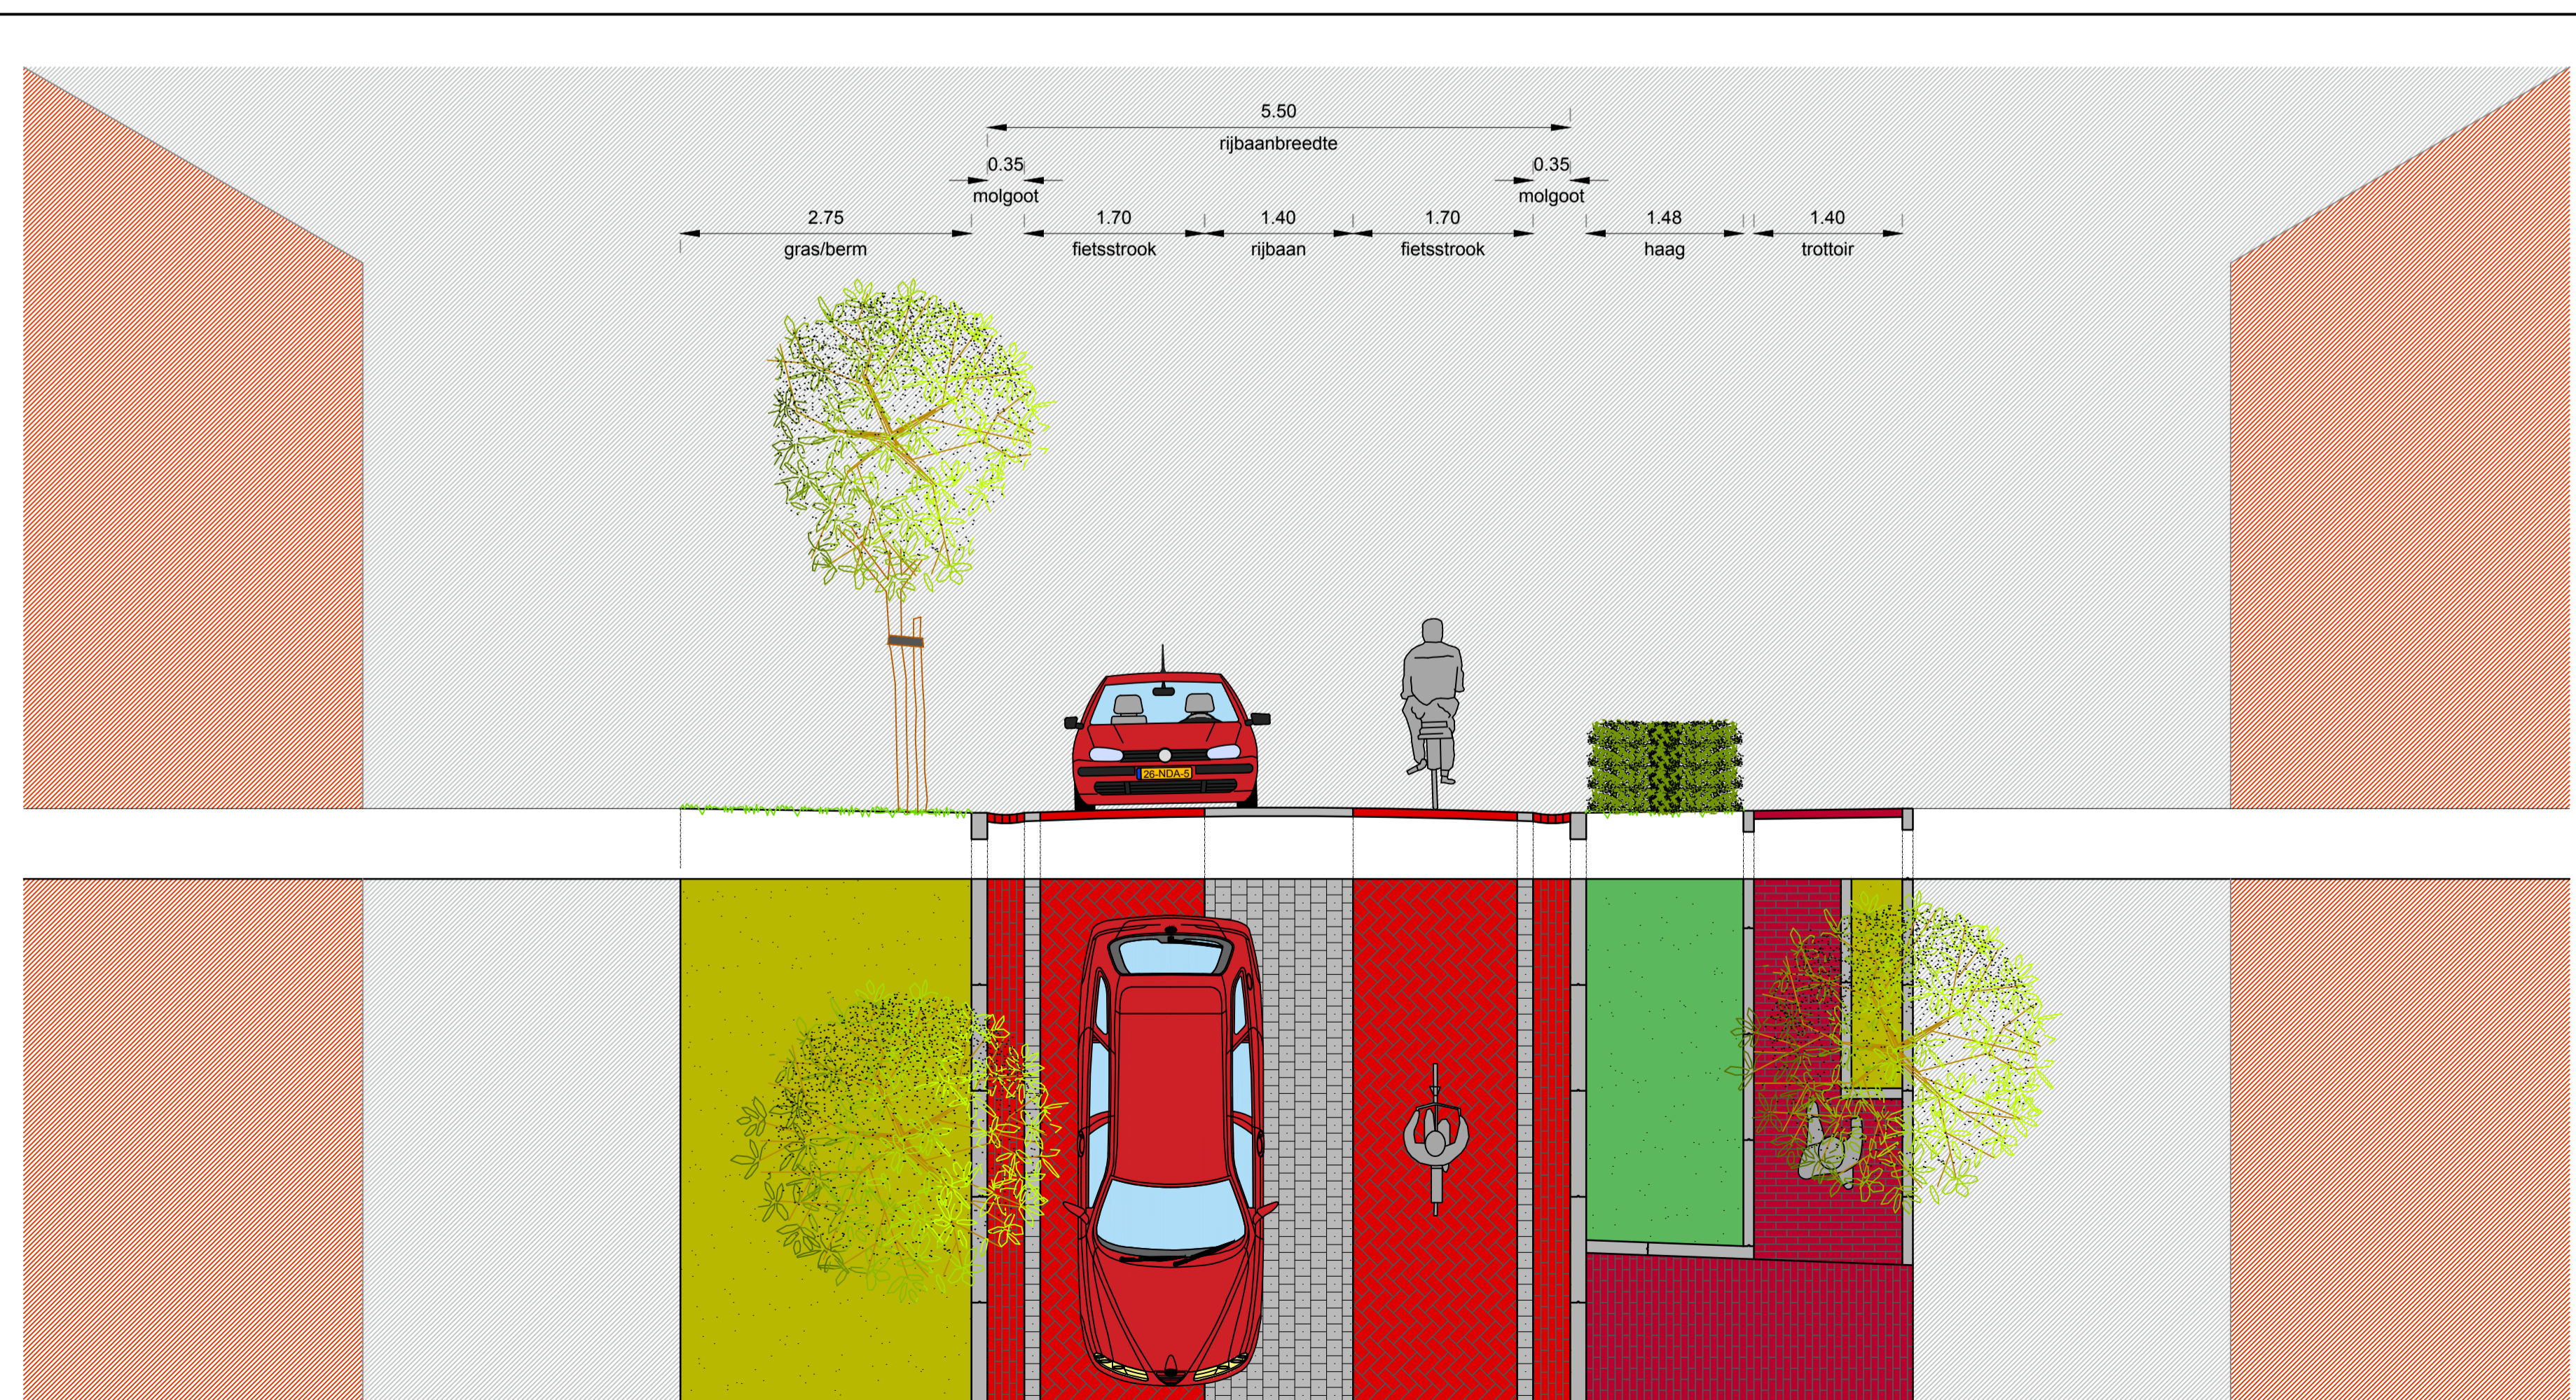 5.50
rijbaanbreedte
0.35 0.35
molgoot molgoot
2.75 1.70 1.40 1.70 1.48 1.40
gras/berm fietsstrook rijbaan fietsstrook haag trottoir
26-NDA-5